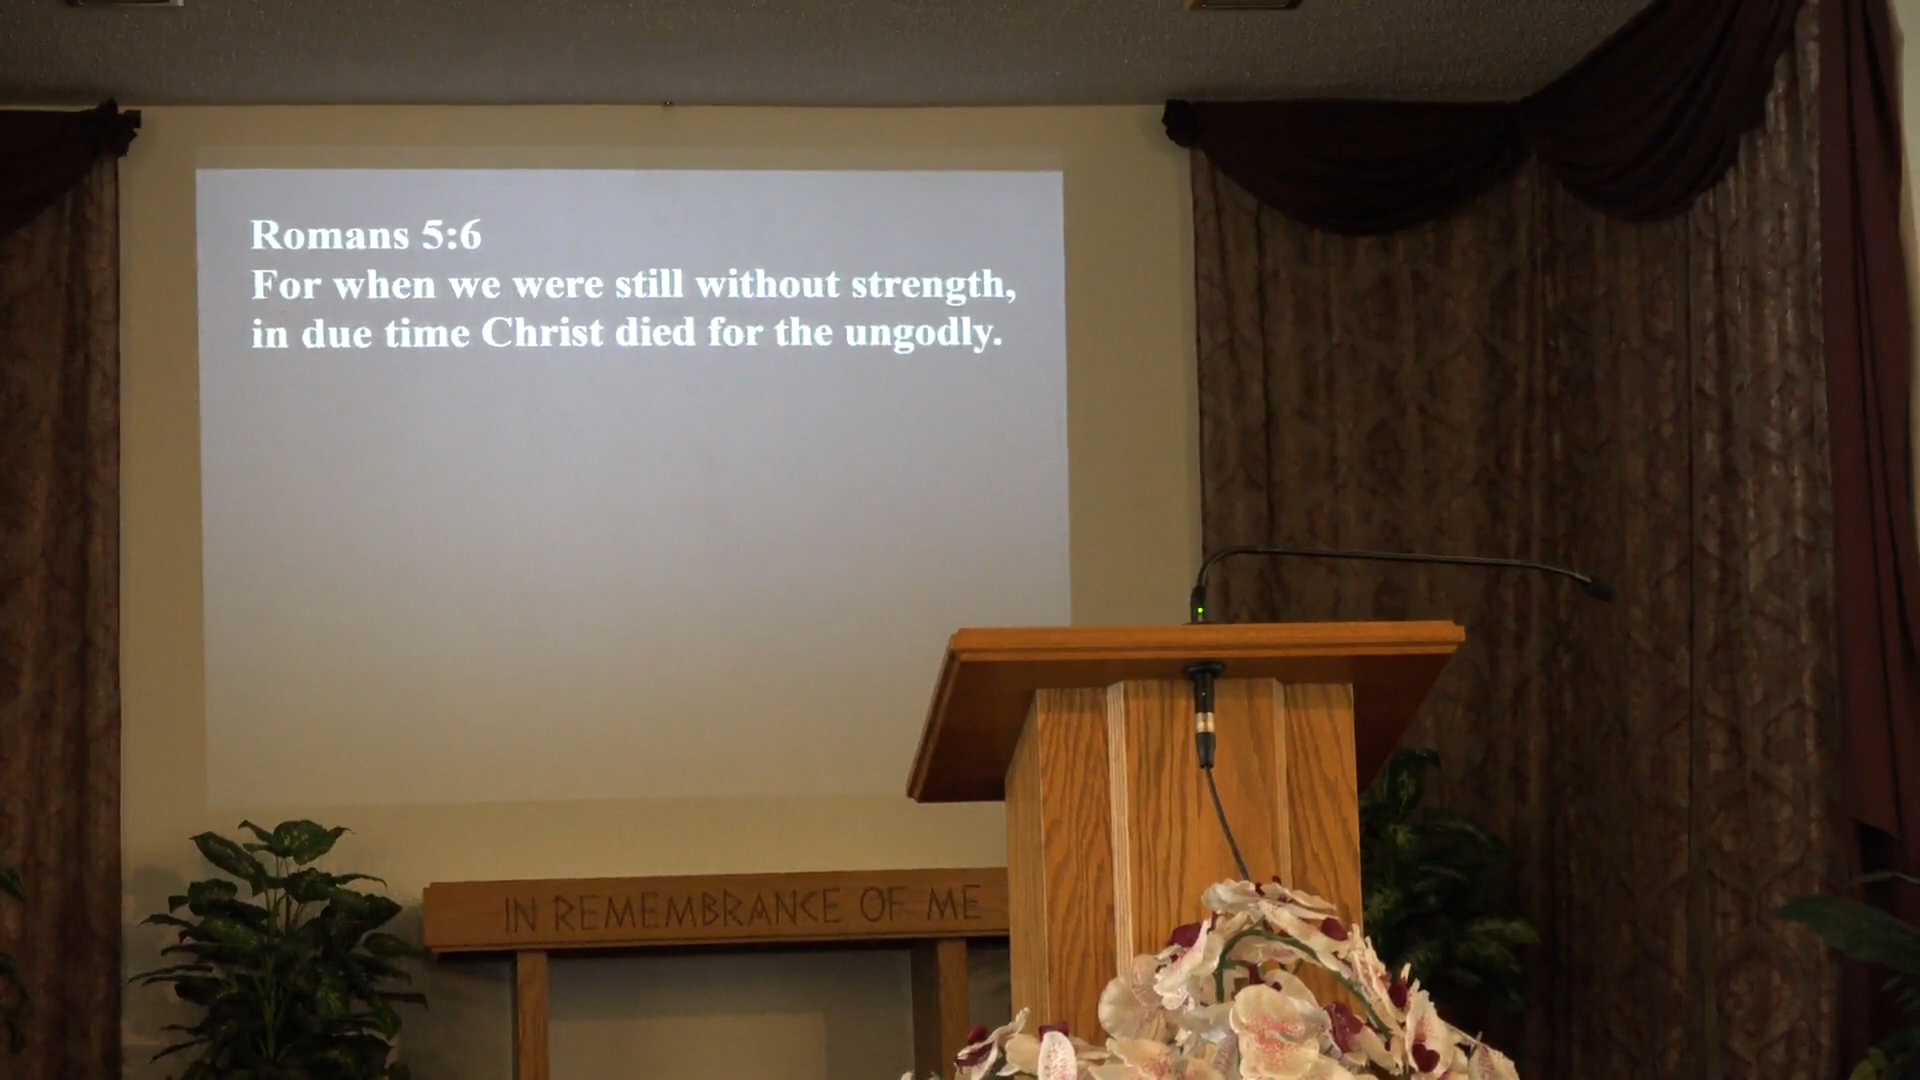 Romans 5:6
For when we were still without strength,
in due time Christ died for the ungodly.
IN REMEMBRANCE OF ME